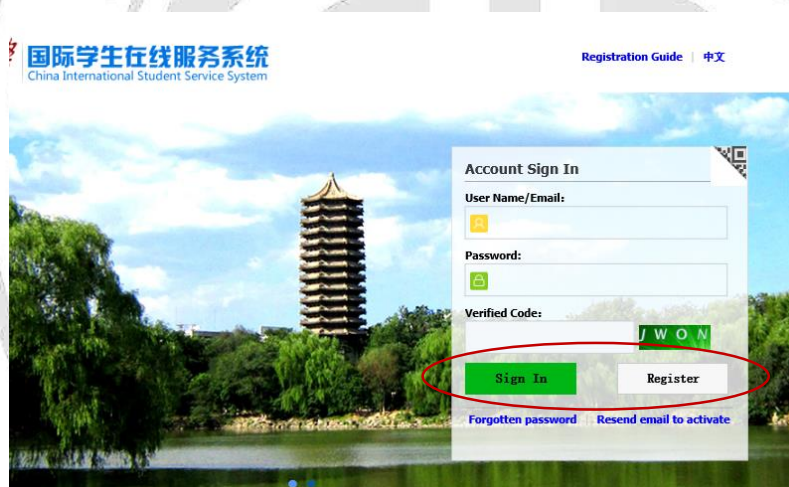 国际学生在线服务系统
China International Student Service System
Registration Guide | 中文
Account Sign In
User Name/Email:
Password:
Verified Code:
J W O N
Sign In
Register
Forgotten password | Resend email to activate